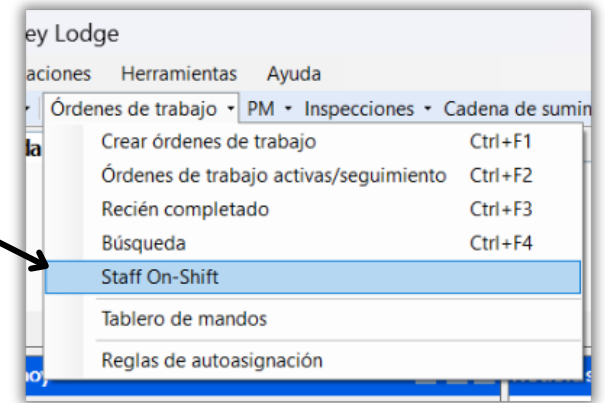 ey Lodge
aciones Herramientas Ayuda
Órdenes de trabajo PM Inspecciones Cadena de sumin
da
Crear órdenes de trabajo Ctrl+F1
Órdenes de trabajo activas/seguimiento Ctrl+F2
Recién completado Ctrl+F3
Búsqueda Ctrl+F4
Staff On-Shift
Tablero de mandos
Reglas de autoasignación